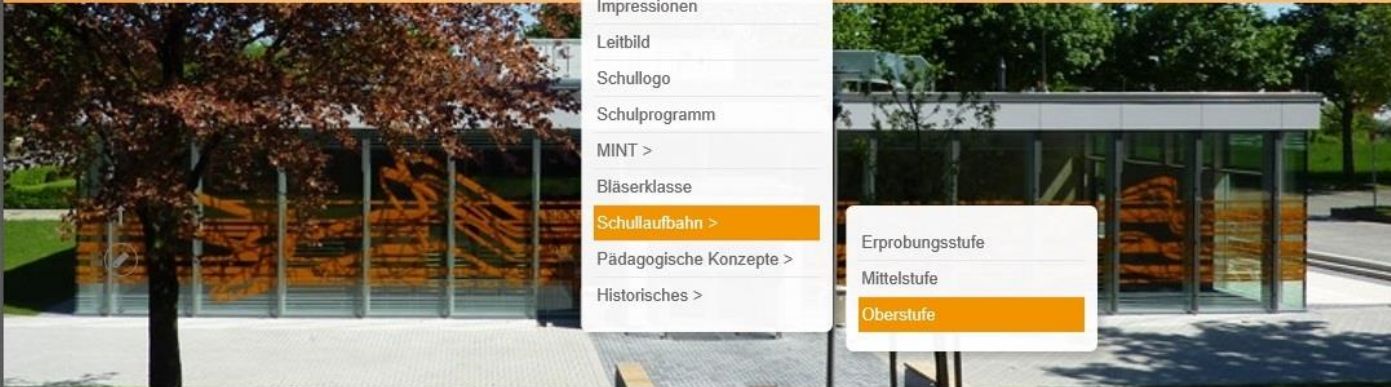 Impressionen
Leitbild
Schullogo
Schulprogramm
MINT >
Bläserklasse
Schullaufbahn >
Pädagogische Konzepte >
Historisches >
Erprobungsstufe
Mittelstufe
Oberstufe